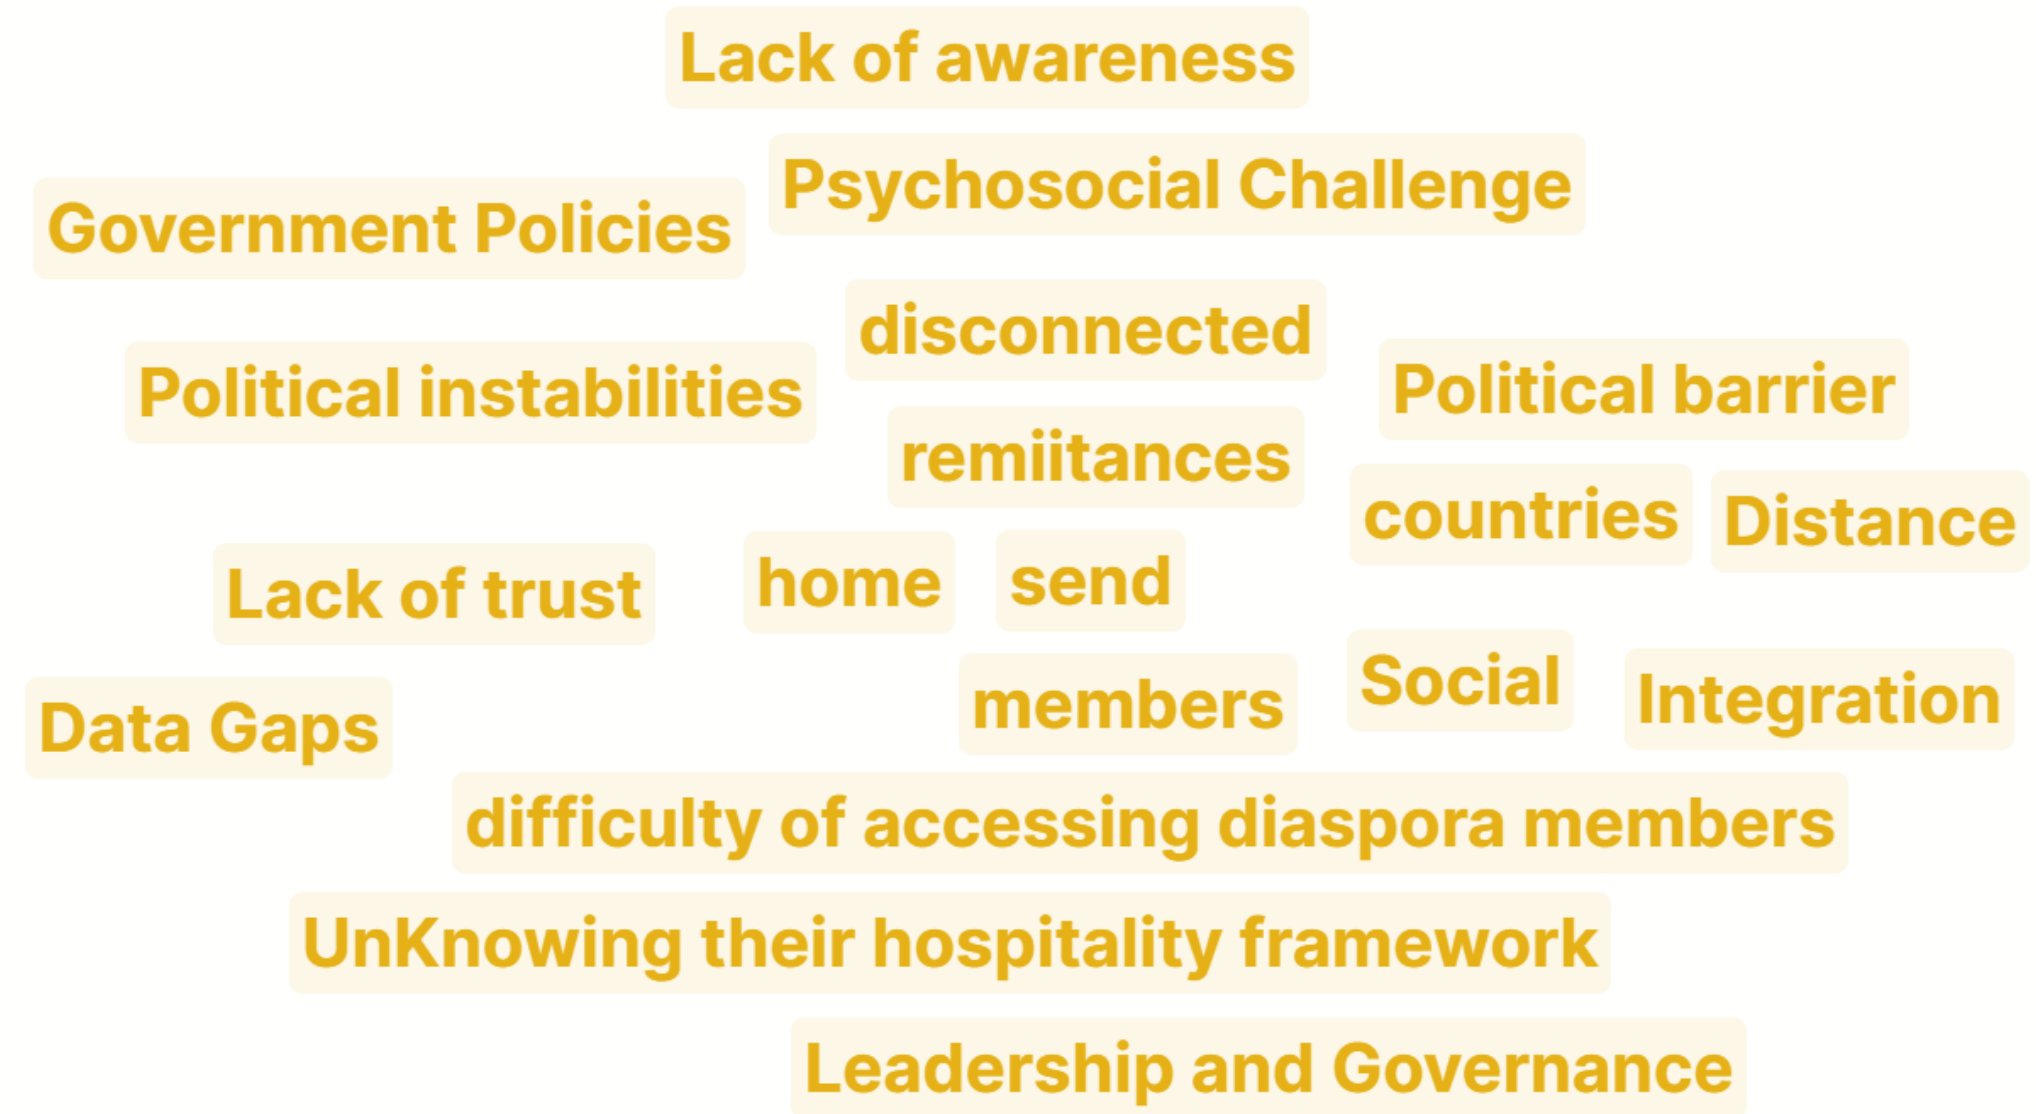 Lack of awareness
Psychosocial Challenge
Government Policies
disconnected
Political instabilities
Political barrier
remiitances
countries
Distance
Lack of trust
home
send
Social
Integration
members
Data Gaps
difficulty of accessing diaspora members
UnKnowing their hospitality framework
Leadership and Governance